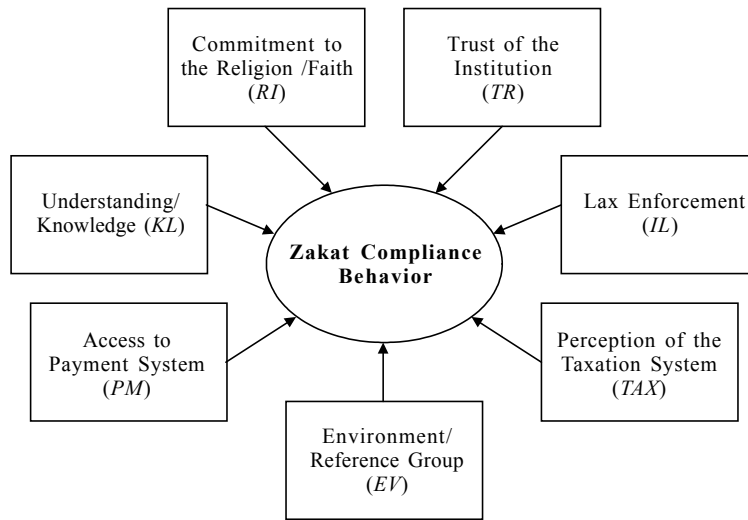 Commitment to
the Religion /Faith
(RI)
Trust of the
Institution
(TR)
Understanding/
Knowledge (KL)
Lax Enforcement
(IL)
Zakat Compliance
Behavior
Access to
Payment System
(PM)
Perception of the
Taxation System
(TAX)
Environment/
Reference Group
(EV)